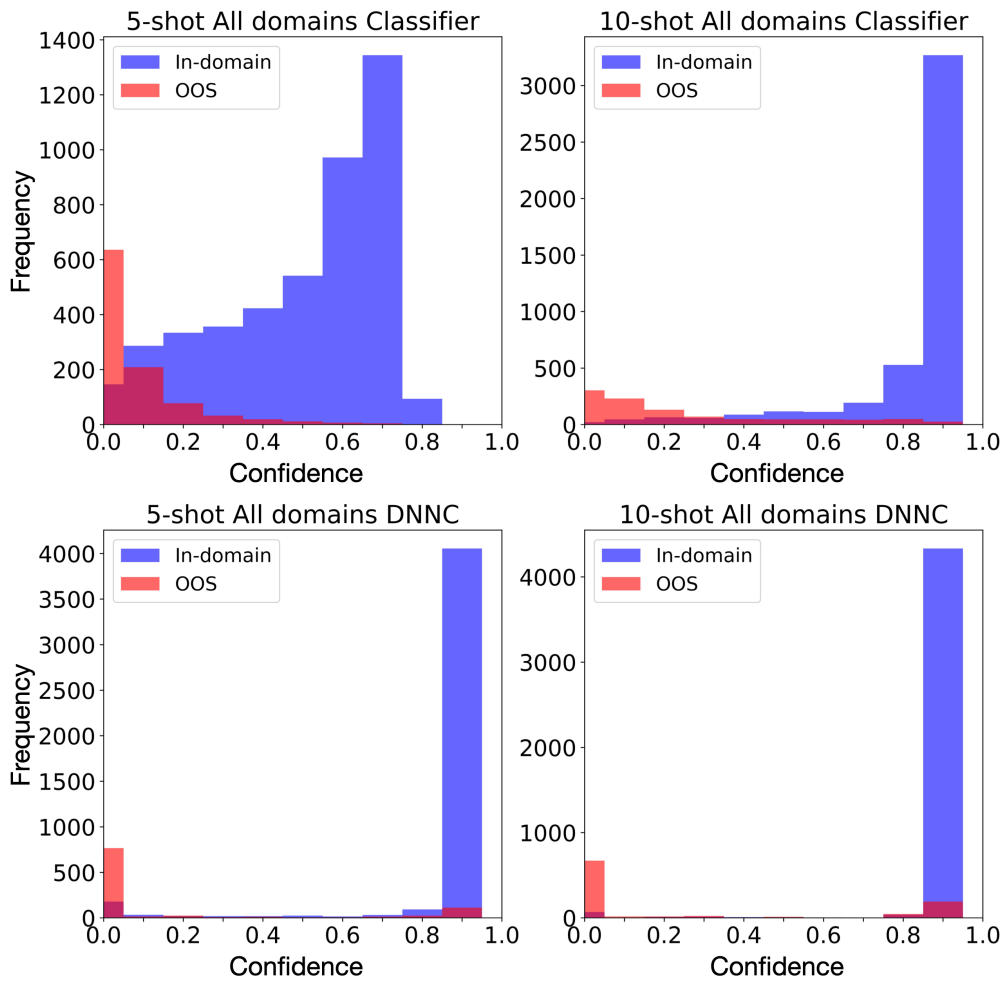 5-shot All domains Classifier
1400
1200
1000
800
600
400
200
0
Frequency
In-domain
OOS
0.0 0.2 0.4 0.6 0.8 1.0
Confidence
10-shot All domains Classifier
3000
2500
2000
1500
1000
500
0
In-domain
OOS
0.0 0.2 0.4 0.6 0.8 1.0
Confidence
5-shot All domains DNNC
4000
3500
3000
2500
2000
1500
1000
500
0
Frequency
In-domain
OOS
0.0 0.2 0.4 0.6 0.8 1.0
Confidence
10-shot All domains DNNC
4000
3000
2000
1000
0
In-domain
OOS
0.0 0.2 0.4 0.6 0.8 1.0
Confidence